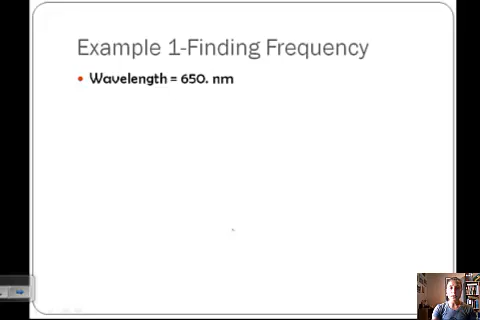 Example 1-Finding Frequency
Wavelength = 650. nm